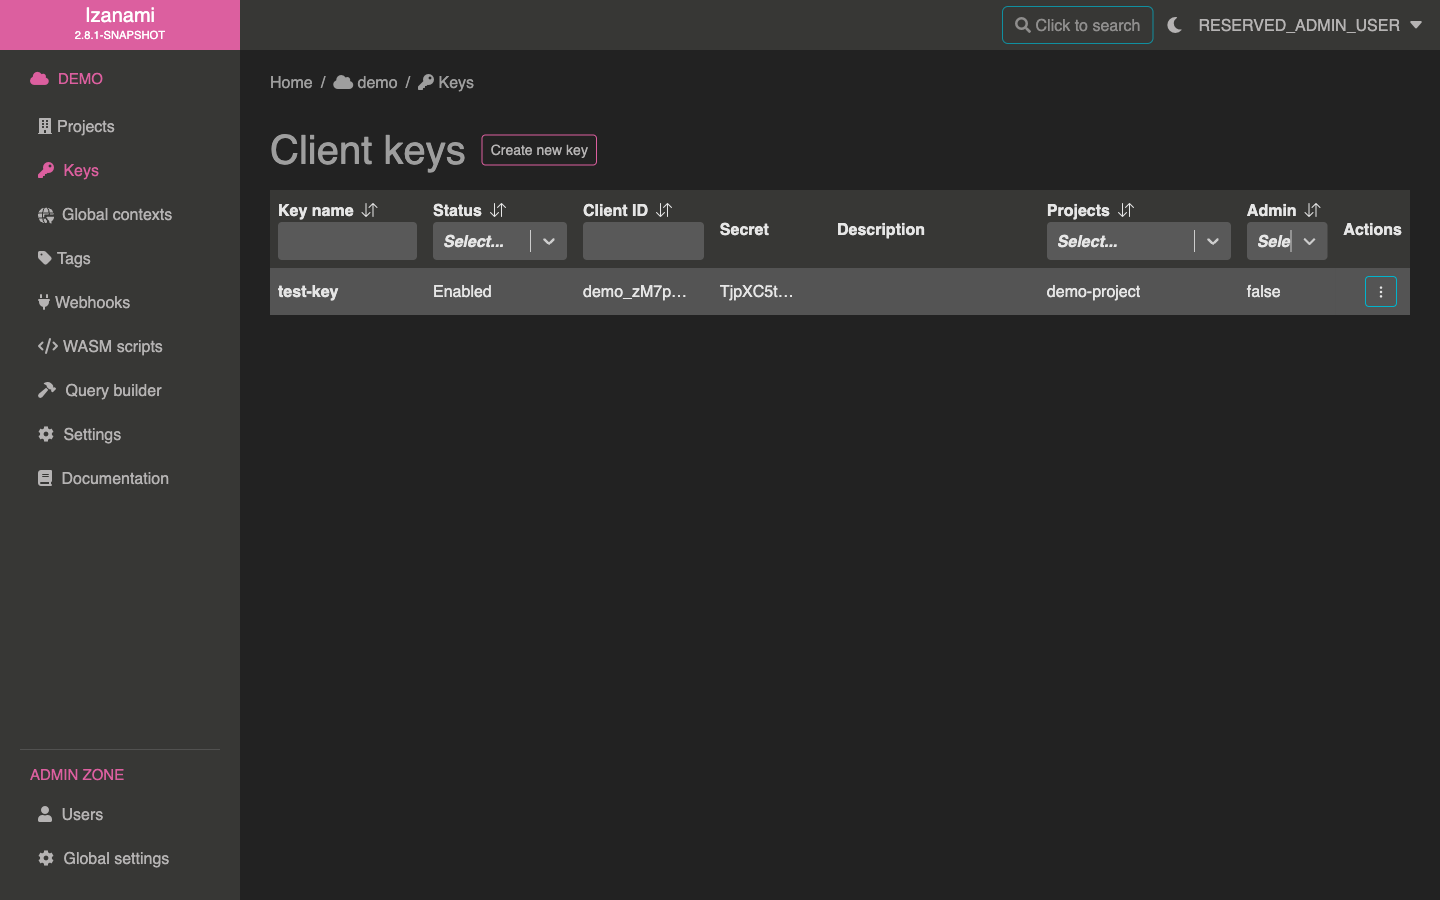 Izanami
2.8.1-SNAPSHOT
Click to search
RESERVED_ADMIN_USER
DEMO
Projects
Keys
Global contexts
Tags
Webhooks
WASM scripts
Query builder
Settings
Documentation
ADMIN ZONE
Users
Global settings
Home / demo / Keys
Client keys
Create new key
Key name Status Client ID Secret Description Projects Admin Actions
Select... Select... Sele
test-key Enabled demo_zM7p... TjpXC5t... demo-project false